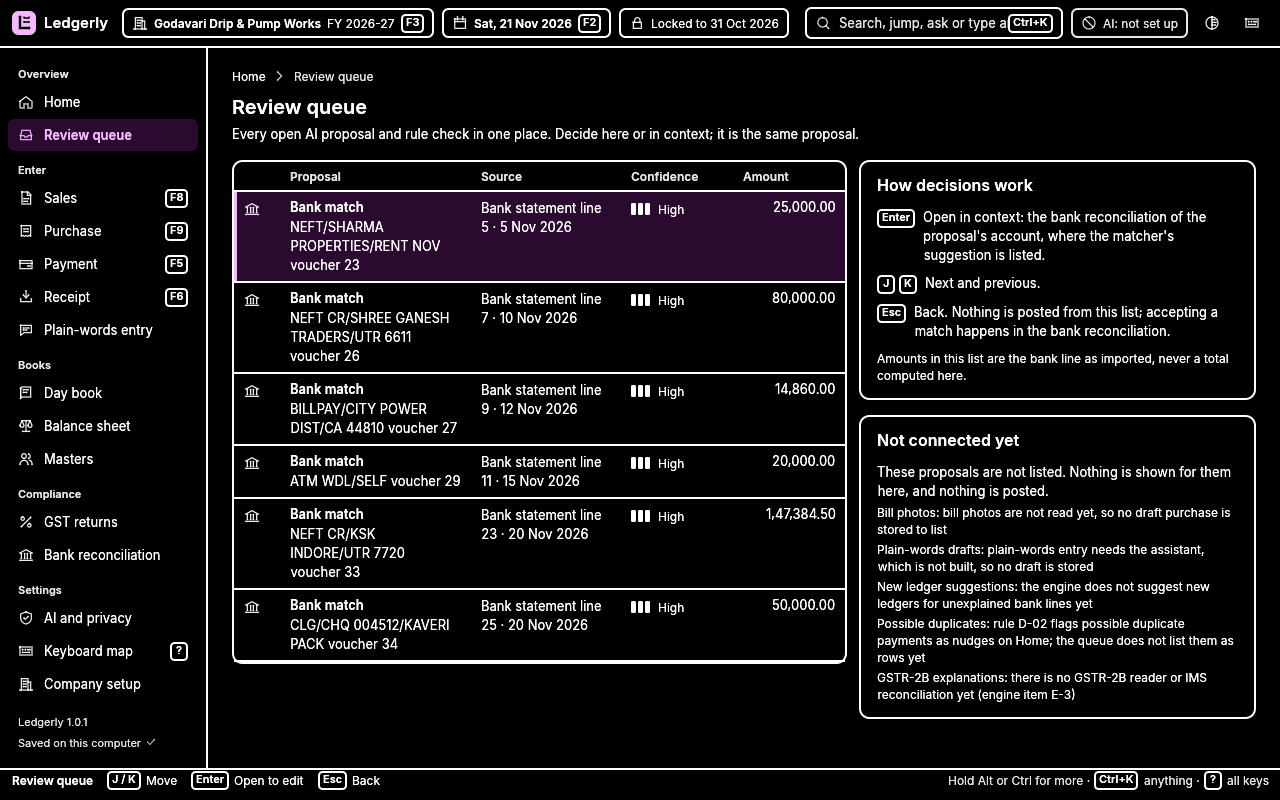 Ledgerly
Godavari Drip & Pump Works FY 2026-27 F3
Sat, 21 Nov 2026 F2
Locked to 31 Oct 2026
Search, jump, ask or type a Ctrl+K
AI: not set up
Overview
Home
Review queue
Enter
Sales F8
Purchase F9
Payment F5
Receipt F6
Plain-words entry
Books
Day book
Balance sheet
Masters
Compliance
GST returns
Bank reconciliation
Settings
AI and privacy
Keyboard map ?
Company setup
Ledgerly 1.0.1
Saved on this computer
Home > Review queue
Review queue
Every open AI proposal and rule check in one place. Decide here or in context; it is the same proposal.
Proposal Source Confidence Amount
Bank match Bank statement line High 25,000.00
NEFT/SHARMA 5 · 5 Nov 2026
PROPERTIES/RENT NOV
voucher 23
Bank match Bank statement line High 80,000.00
NEFT CR/SHREE GANESH 7 · 10 Nov 2026
TRADERS/UTR 6611
voucher 26
Bank match Bank statement line High 14,860.00
BILLPAY/CITY POWER 9 · 12 Nov 2026
DIST/CA 44810 voucher 27
Bank match Bank statement line High 20,000.00
ATM WDL/SELF voucher 29 11 · 15 Nov 2026
Bank match Bank statement line High 1,47,384.50
NEFT CR/KSK 23 · 20 Nov 2026
INDORE/UTR 7720
voucher 33
Bank match Bank statement line High 50,000.00
CLG/CHQ 004512/KAVERI 25 · 20 Nov 2026
PACK voucher 34
How decisions work
Enter Open in context: the bank reconciliation of the
proposal's account, where the matcher's
suggestion is listed.
J K Next and previous.
Esc Back. Nothing is posted from this list; accepting a
match happens in the bank reconciliation.
Amounts in this list are the bank line as imported, never a total
computed here.
Not connected yet
These proposals are not listed. Nothing is shown for them
here, and nothing is posted.
Bill photos: bill photos are not read yet, so no draft purchase is
stored to list
Plain-words drafts: plain-words entry needs the assistant,
which is not built, so no draft is stored
New ledger suggestions: the engine does not suggest new
ledgers for unexplained bank lines yet
Possible duplicates: rule D-02 flags possible duplicate
payments as nudges on Home; the queue does not list them as
rows yet
GSTR-2B explanations: there is no GSTR-2B reader or IMS
reconciliation yet (engine item E-3)
Review queue J / K Move Enter Open to edit Esc Back
Hold Alt or Ctrl for more · Ctrl+K anything · ? all keys